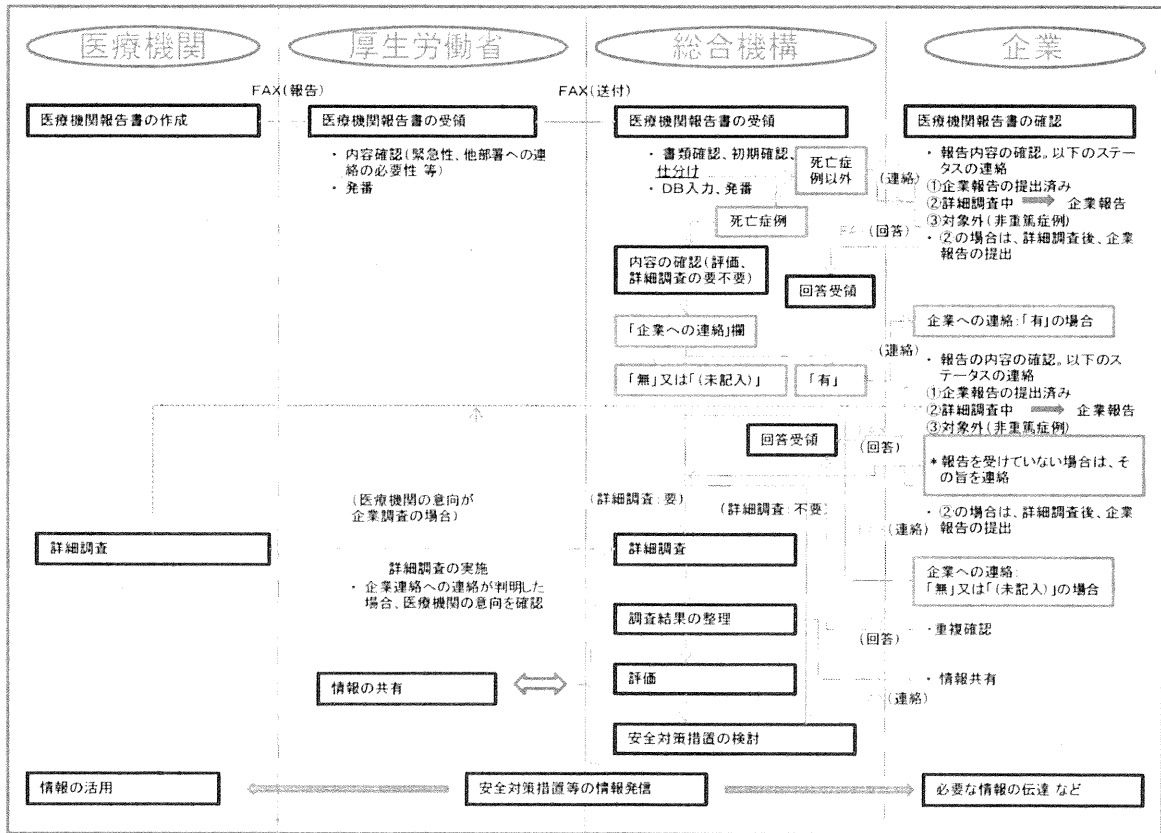 医療機関
厚生労働省
総合機構
企業
FAX(報告)
FAX(送付)
医療機関報告書の作成
医療機関報告書の受領
医療機関報告書の受領
医療機関報告書の確認
・ 内容確認(緊急性、他部署への連
絡の必要性 等)
・ 発番
・ 書類確認、初期確認、
仕分け
・ DB入力、発番
死亡症
例以外
死亡症例
(連絡)
・ 報告内容の確認。以下のステー
タスの連絡
①企業報告の提出済み
②詳細調査中
企業報告
③対象外(非重篤症例)
・ ②の場合は、詳細調査後、企業
報告の提出
(回答)
内容の確認(評価、
詳細調査の要不要)
回答受領
「企業への連絡」欄
「無」又は「(未記入)」
「有」
企業への連絡:「有」の場合
(連絡)
・ 報告の内容の確認。以下のス
テータスの連絡
①企業報告の提出済み
②詳細調査中
企業報告
③対象外(非重篤症例)
回答受領
(回答)
* 報告を受けていない場合は、そ
の旨を連絡
・ ②の場合は、詳細調査後、企業
報告の提出
(医療機関の意向が
企業調査の場合)
(詳細調査:要)
(詳細調査:不要)
(連絡)
詳細調査
詳細調査
詳細調査の実施
・ 企業連絡への連絡が判明した
場合、医療機関の意向を確認
企業への連絡:
「無」又は「(未記入)」の場合
調査結果の整理
(回答)
・重複確認
情報の共有
評価
・ 情報共有
(連絡)
安全対策措置の検討
情報の活用
安全対策措置等の情報発信
必要な情報の伝達 など